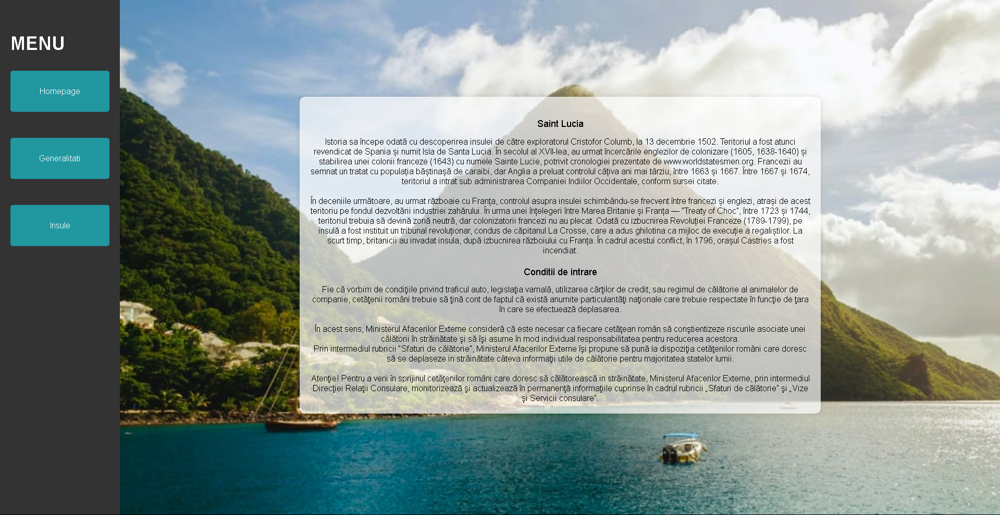 MENU
Homepage
Generalitati
Insule
Saint Lucia
Istoria sa începe odată cu descoperirea insulei de către exploratorul Cristofor Columb, la 13 decembrie 1502. Teritoriul a fost atunci
revendicat de Spania și numit Isla de Santa Lucia. În secolul al XVII-lea, au urmat încercările englezilor de colonizare (1605, 1638-1640) și
stabilirea unei colonii franceze (1643) cu numele Sainte Lucie, potrivit cronologiei prezentate de www.worldstatesmen.org. Francezii au
semnat un tratat cu populația băștinașă de caraibi, dar Anglia a preluat controlul câțiva ani mai târziu, între 1663 și 1667. Între 1667 și 1674,
teritoriul a intrat sub administrarea Companiei Indiilor Occidentale, conform sursei citate.
În deceniile următoare, au urmat războaie cu Franța, controlul asupra insulei schimbându-se frecvent între francezi și englezi, atrași de acest
teritoriu pe fondul dezvoltării industriei zahărului. În urma unei înțelegeri între Marea Britanie și Franța — "Treaty of Choc", între 1723 și 1744,
teritoriul trebuia să devină zonă neutră, dar colonizatorii francezi nu au plecat. Odată cu izbucnirea Revoluției Franceze (1789-1799), pe
insulă a fost instituit un tribunal revoluționar, condus de căpitanul La Crosse, care a adus ghilotina ca mijloc de execuție a regaliștilor. La
scurt timp, britanicii au invadat insula, după izbucnirea războiului cu Franța. În cadrul acestui conflict, în 1796, orașul Castries a fost
incendiat.
Conditii de intrare
Fie că vorbim de condiţiile privind traficul auto, legislaţia vamală, utilizarea cărţilor de credit, sau regimul de călătorie al animalelor de
companie, cetăţenii români trebuie să ţină cont de faptul că există anumite particularităţi naţionale care trebuie respectate în funcţie de ţara
în care se efectuează deplasarea.
În acest sens, Ministerul Afacerilor Externe consideră că este necesar ca fiecare cetăţean român să conştientizeze riscurile asociate unei
călătorii în străinătate şi să îşi asume în mod individual responsabilitatea pentru reducerea acestora.
Prin intermediul rubricii "Sfaturi de călătorie", Ministerul Afacerilor Externe îşi propune să pună la dispoziţia cetăţenilor români care doresc
să se deplaseze in străinătate câteva informaţii utile de călătorie pentru majoritatea statelor lumii.
Atenţie! Pentru a veni în sprijinul cetăţenilor români care doresc să călătorească in străinătate, Ministerul Afacerilor Externe, prin intermediul
Direcţiei Relaţii Consulare, monitorizează şi actualizează în permanenţă informaţiile cuprinse în cadrul rubricii „Sfaturi de călătorie” şi „Vize
şi Servicii consulare”.